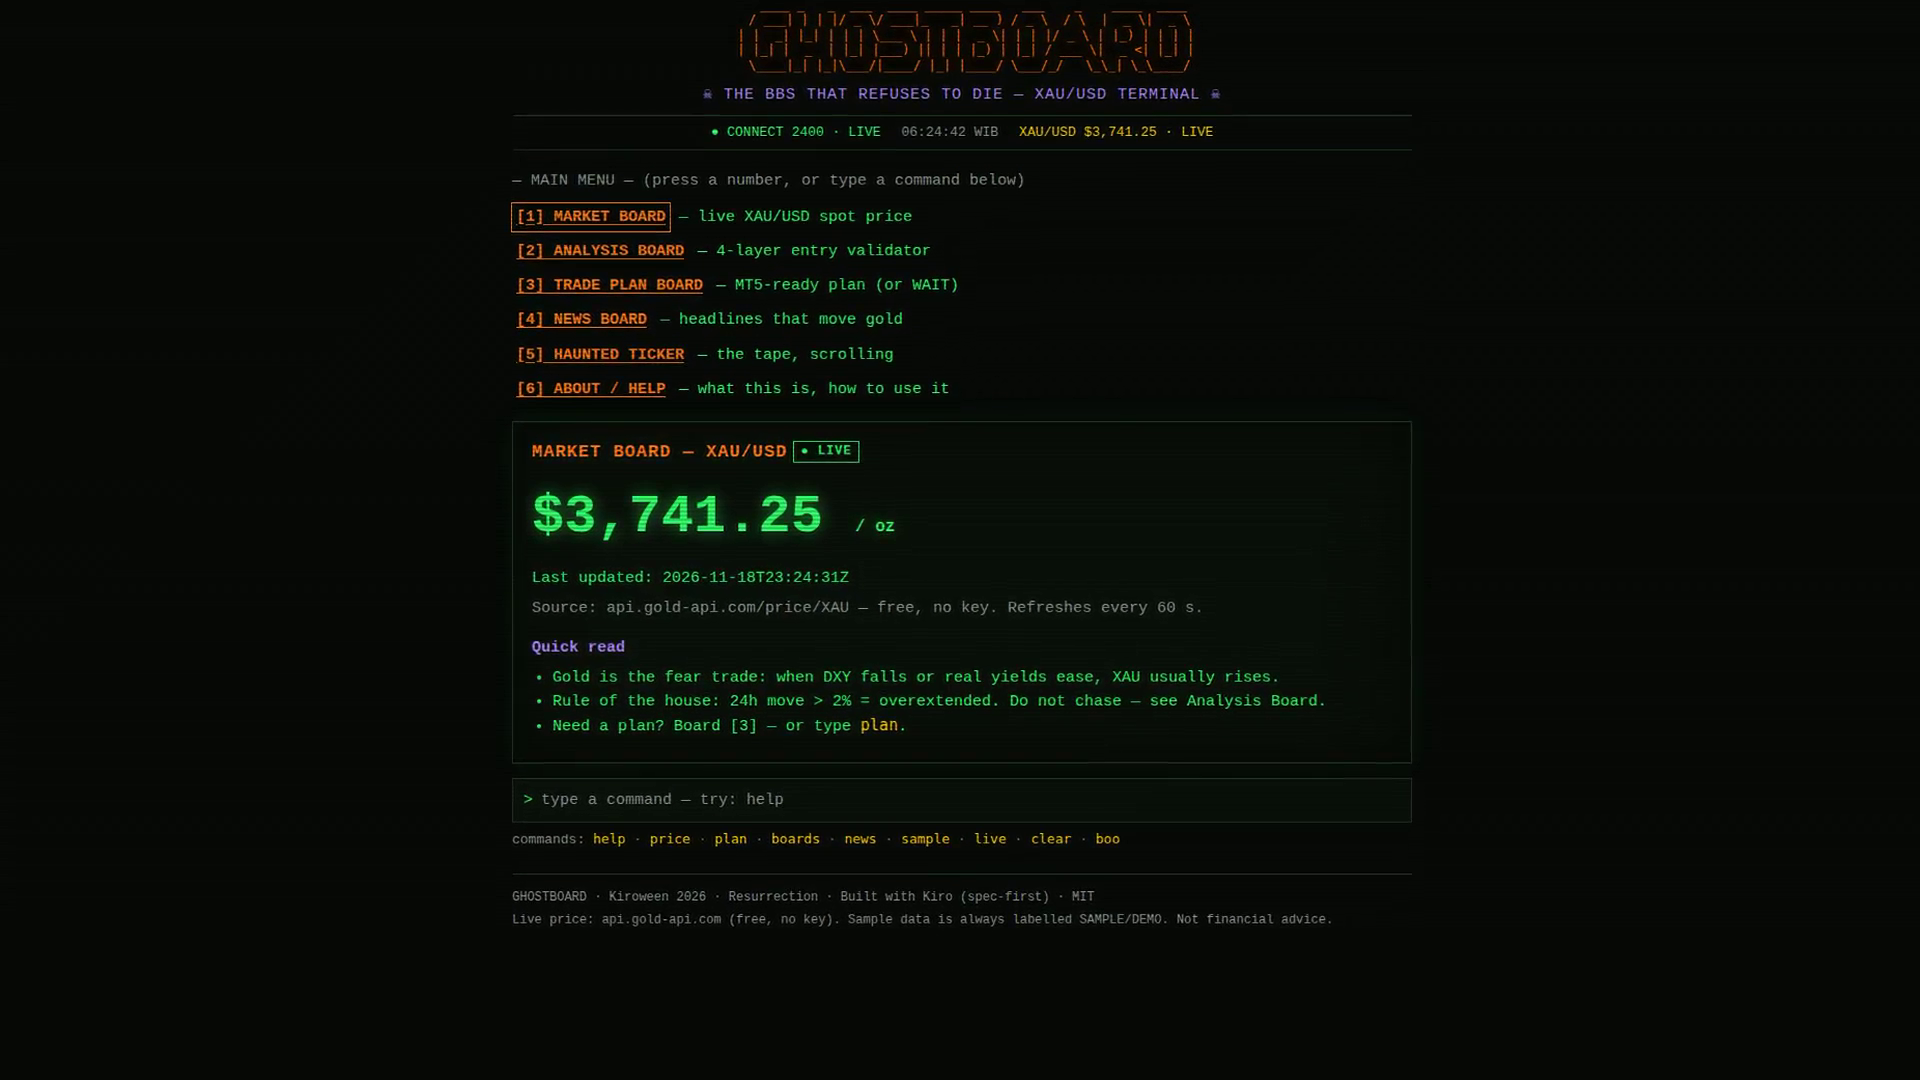 GHOSTBOARD
☠ THE BBS THAT REFUSES TO DIE — XAU/USD TERMINAL ☠
● CONNECT 2400 · LIVE 06:24:42 WIB XAU/USD $3,741.25 · LIVE
— MAIN MENU — (press a number, or type a command below)
[1] MARKET BOARD — live XAU/USD spot price
[2] ANALYSIS BOARD — 4-layer entry validator
[3] TRADE PLAN BOARD — MT5-ready plan (or WAIT)
[4] NEWS BOARD — headlines that move gold
[5] HAUNTED TICKER — the tape, scrolling
[6] ABOUT / HELP — what this is, how to use it
MARKET BOARD — XAU/USD ● LIVE
$3,741.25 / oz
Last updated: 2026-11-18T23:24:31Z
Source: api.gold-api.com/price/XAU — free, no key. Refreshes every 60 s.
Quick read
• Gold is the fear trade: when DXY falls or real yields ease, XAU usually rises.
• Rule of the house: 24h move > 2% = overextended. Do not chase — see Analysis Board.
• Need a plan? Board [3] — or type plan.
> type a command — try: help
commands: help · price · plan · boards · news · sample · live · clear · boo
GHOSTBOARD · Kiroween 2026 · Resurrection · Built with Kiro (spec-first) · MIT
Live price: api.gold-api.com (free, no key). Sample data is always labelled SAMPLE/DEMO. Not financial advice.